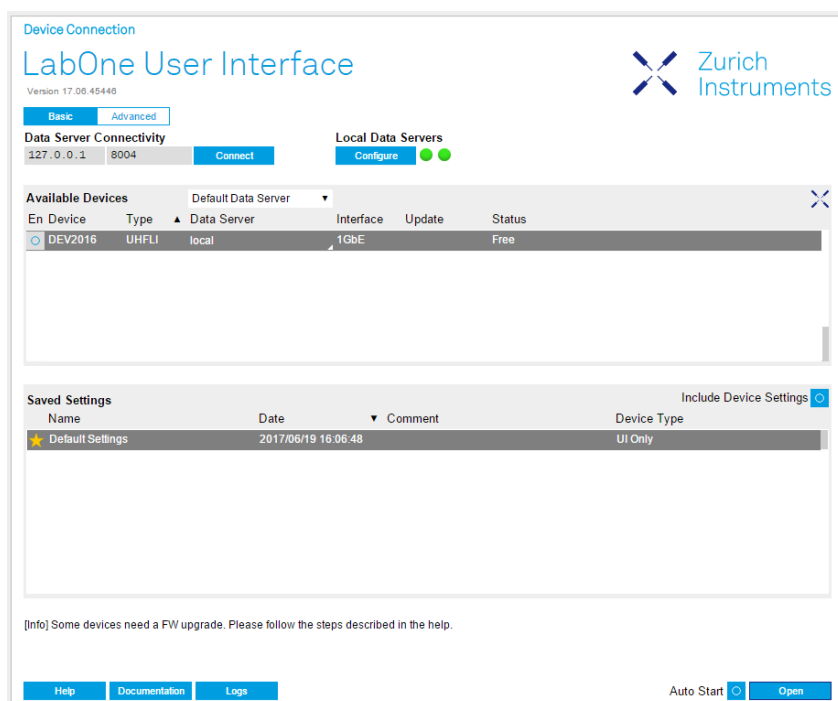 Device Connection
LabOne User Interface
Zurich
Instruments
Version 17.06.45446
Basic Advanced
Data Server Connectivity Local Data Servers
127.0.0.1 8004 Connect Configure
Available Devices Default Data Server ▼
En Device Type ▲ Data Server Interface Update Status
DEV2016 UHFLI local 1GbE Free
Saved Settings Include Device Settings
Name Date ▼ Comment Device Type
Default Settings 2017/06/19 16:06:48 UI Only
[Info] Some devices need a FW upgrade. Please follow the steps described in the help.
Help Documentation Logs Auto Start Open